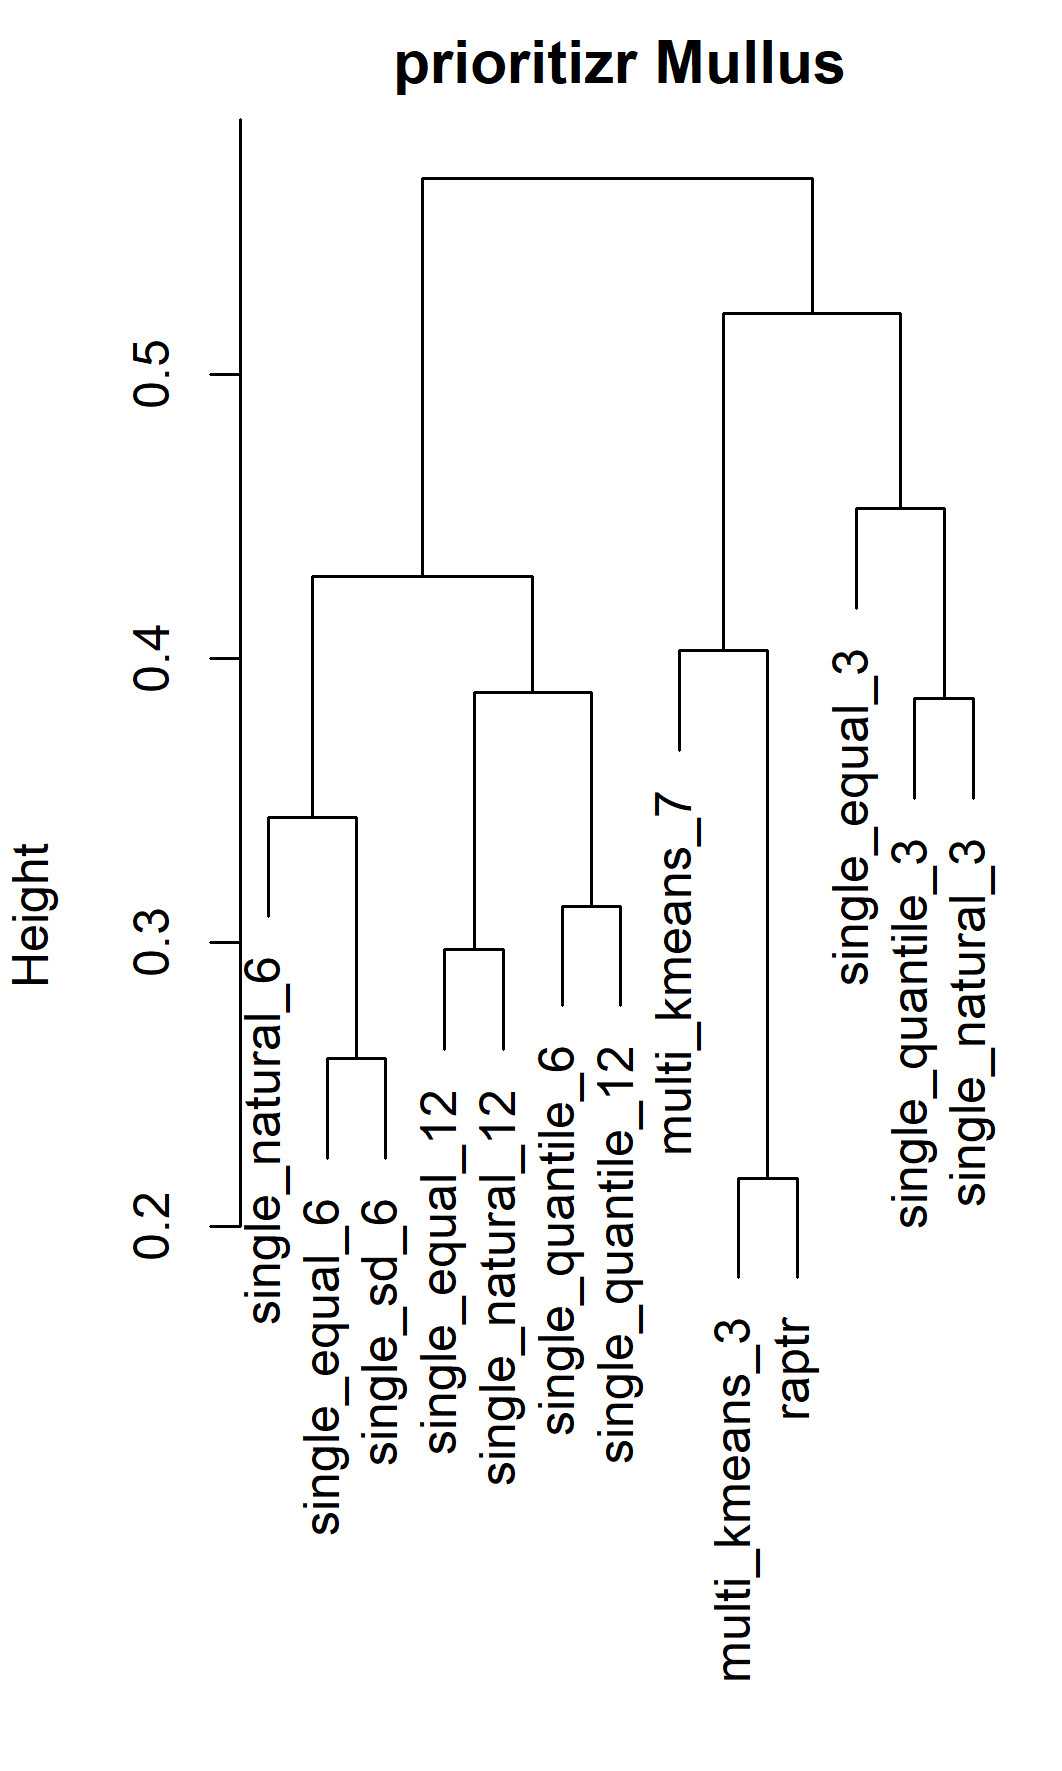 prioritizr Mullus
Height
0.5
0.4
0.3
0.2
single_natural_6
single_equal_6
single_sd_6
single_equal_12
single_natural_12
single_quantile_6
single_quantile_12
multi_kmeans_7
multi_kmeans_3
raptr
single_equal_3
single_quantile_3
single_natural_3